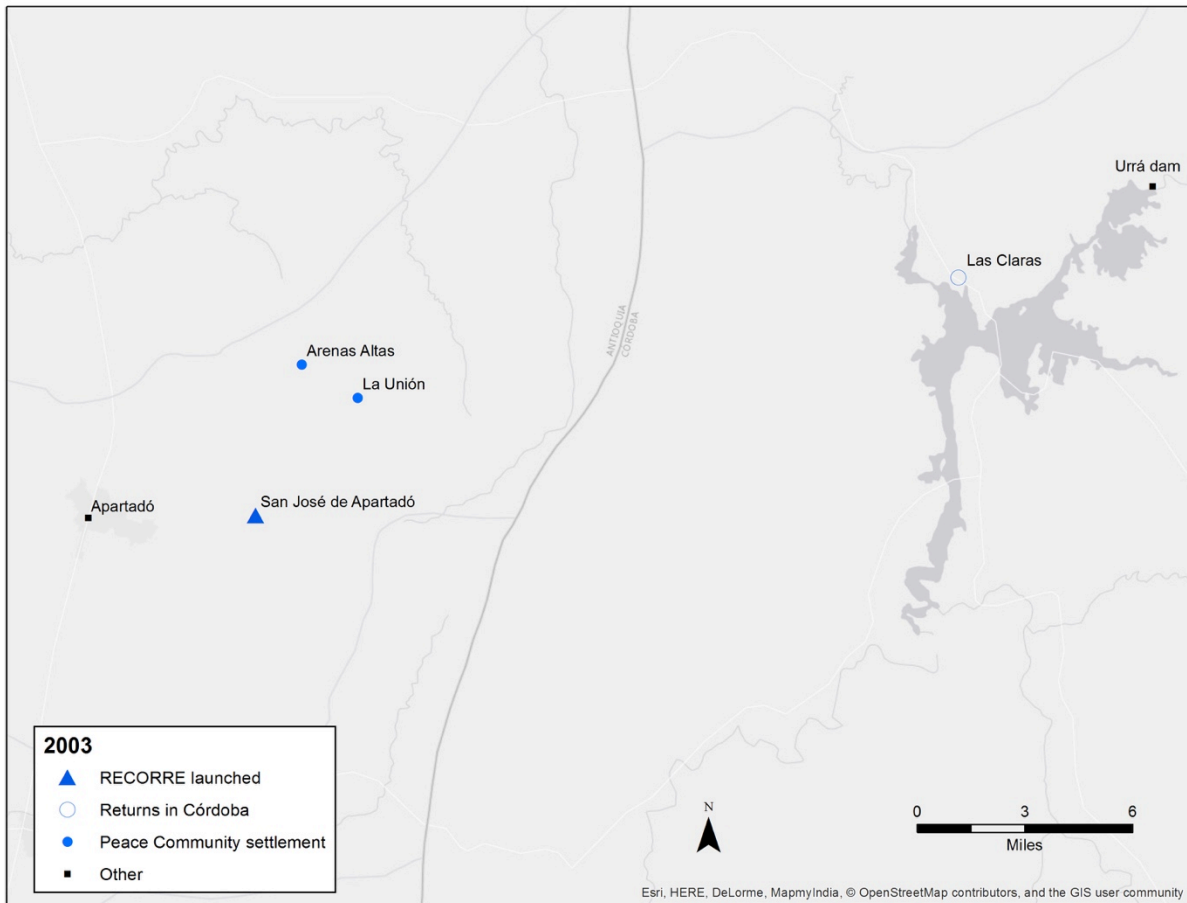 Urrá dam
Las Claras
ANTIOQUIA
CÓRDOBA
Arenas Altas
La Unión
Apartadó
San José de Apartadó
2003
RECORRE launched
Returns in Córdoba
Peace Community settlement
Other
N
0 3 6
Miles
Esri, HERE, DeLorme, MapmyIndia, © OpenStreetMap contributors, and the GIS user community